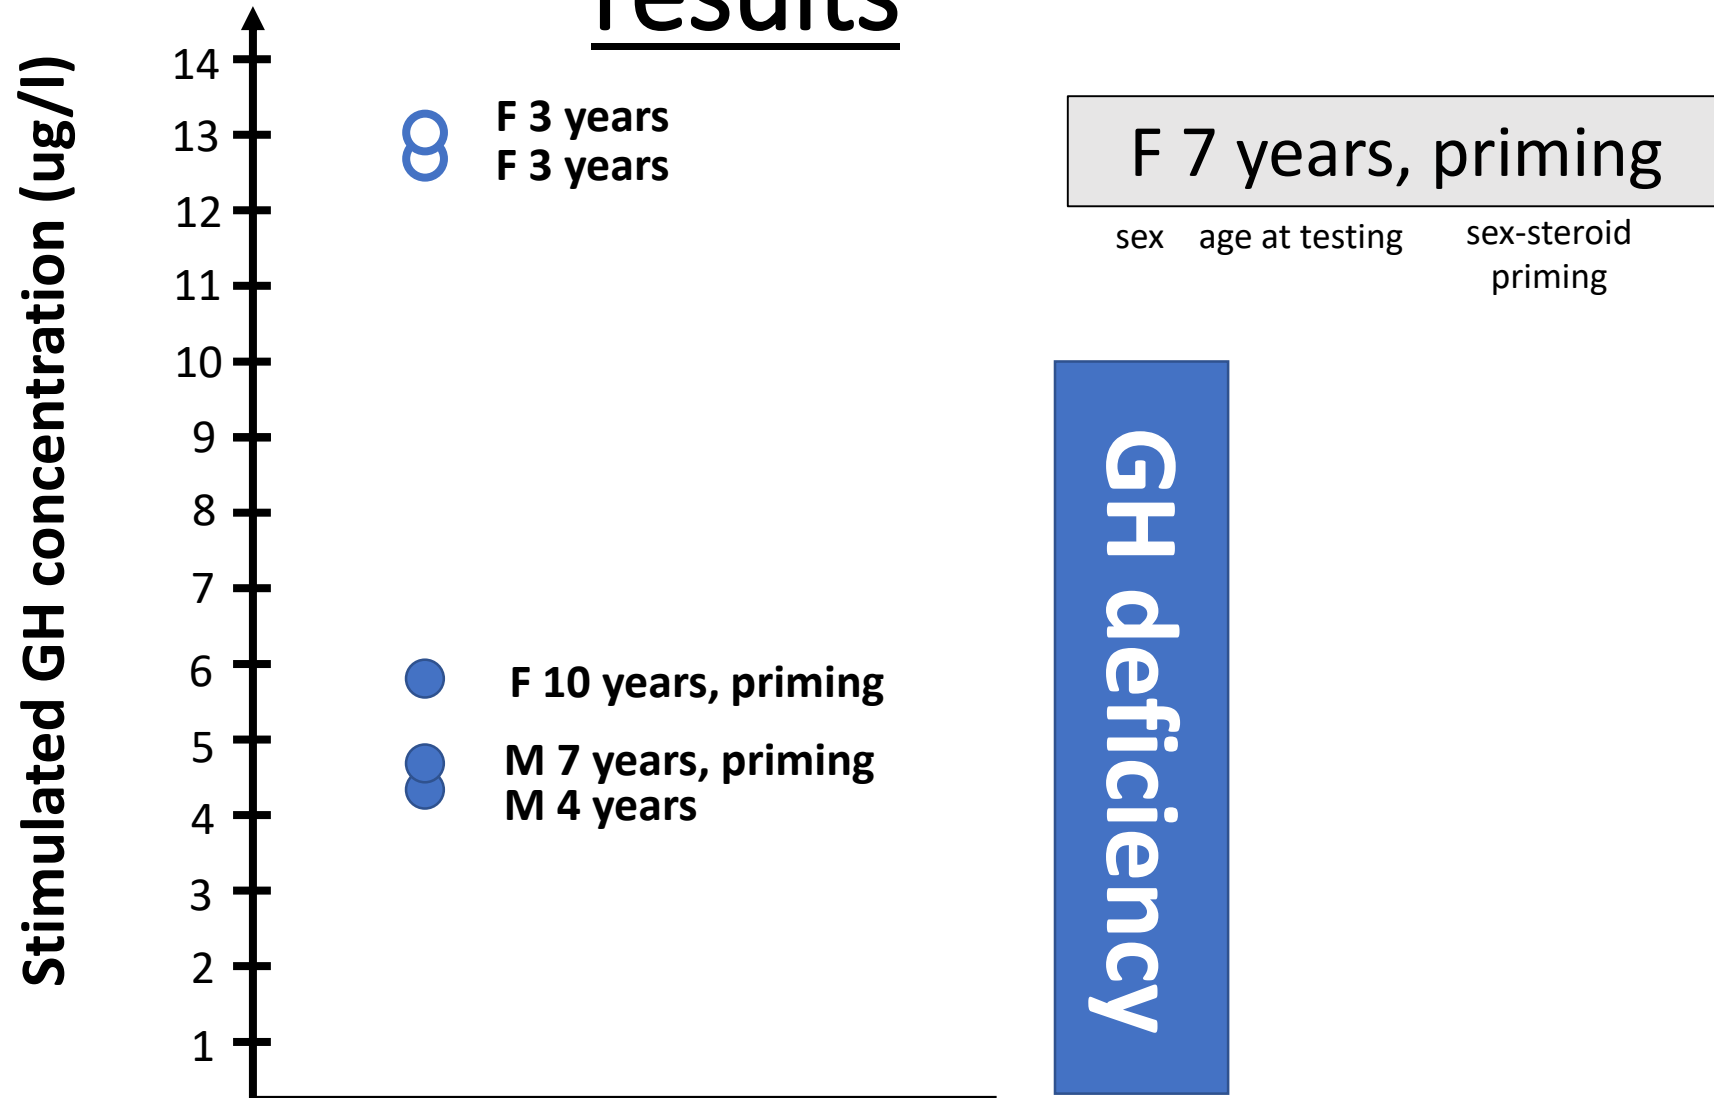 results
Stimulated GH concentration (ug/l)
14
13
12
11
10
9
8
7
6
5
4
3
2
1
F 3 years
F 3 years
F 10 years, priming
M 7 years, priming
M 4 years
F 7 years, priming
sex age at testing sex-steroid
priming
GH deficiency